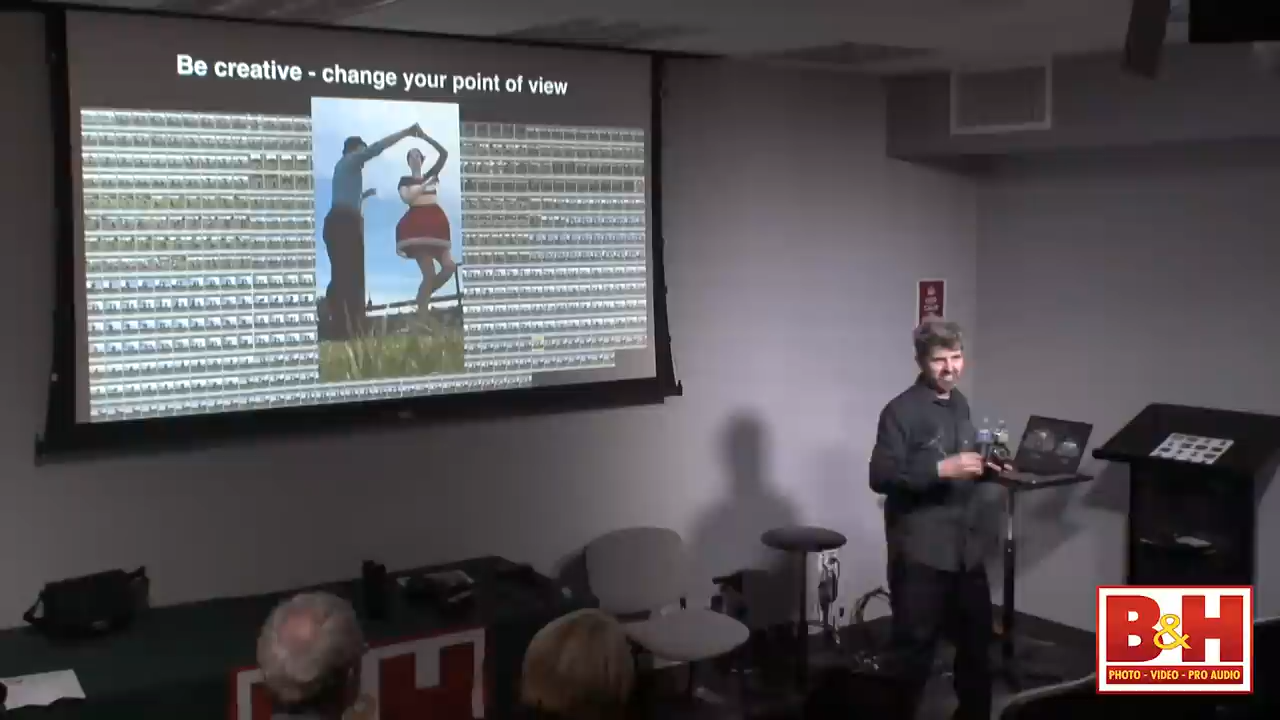 Be creative - change your point of view
B&H
PHOTO - VIDEO - PRO AUDIO
H